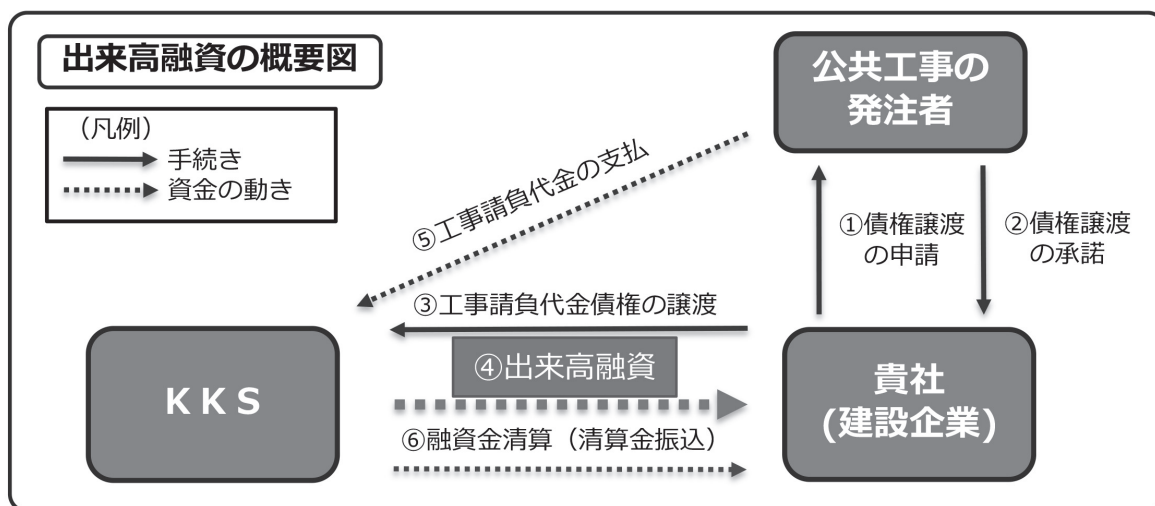 出来高融資の概要図
(凡例)
手続き
資金の動き
公共工事の
発注者
①債権譲渡
の申請
②債権譲渡
の承諾
⑤工事請負代金の支払
③工事請負代金債権の譲渡
④出来高融資
⑥融資金清算(清算金振込)
KKS
貴社
(建設企業)